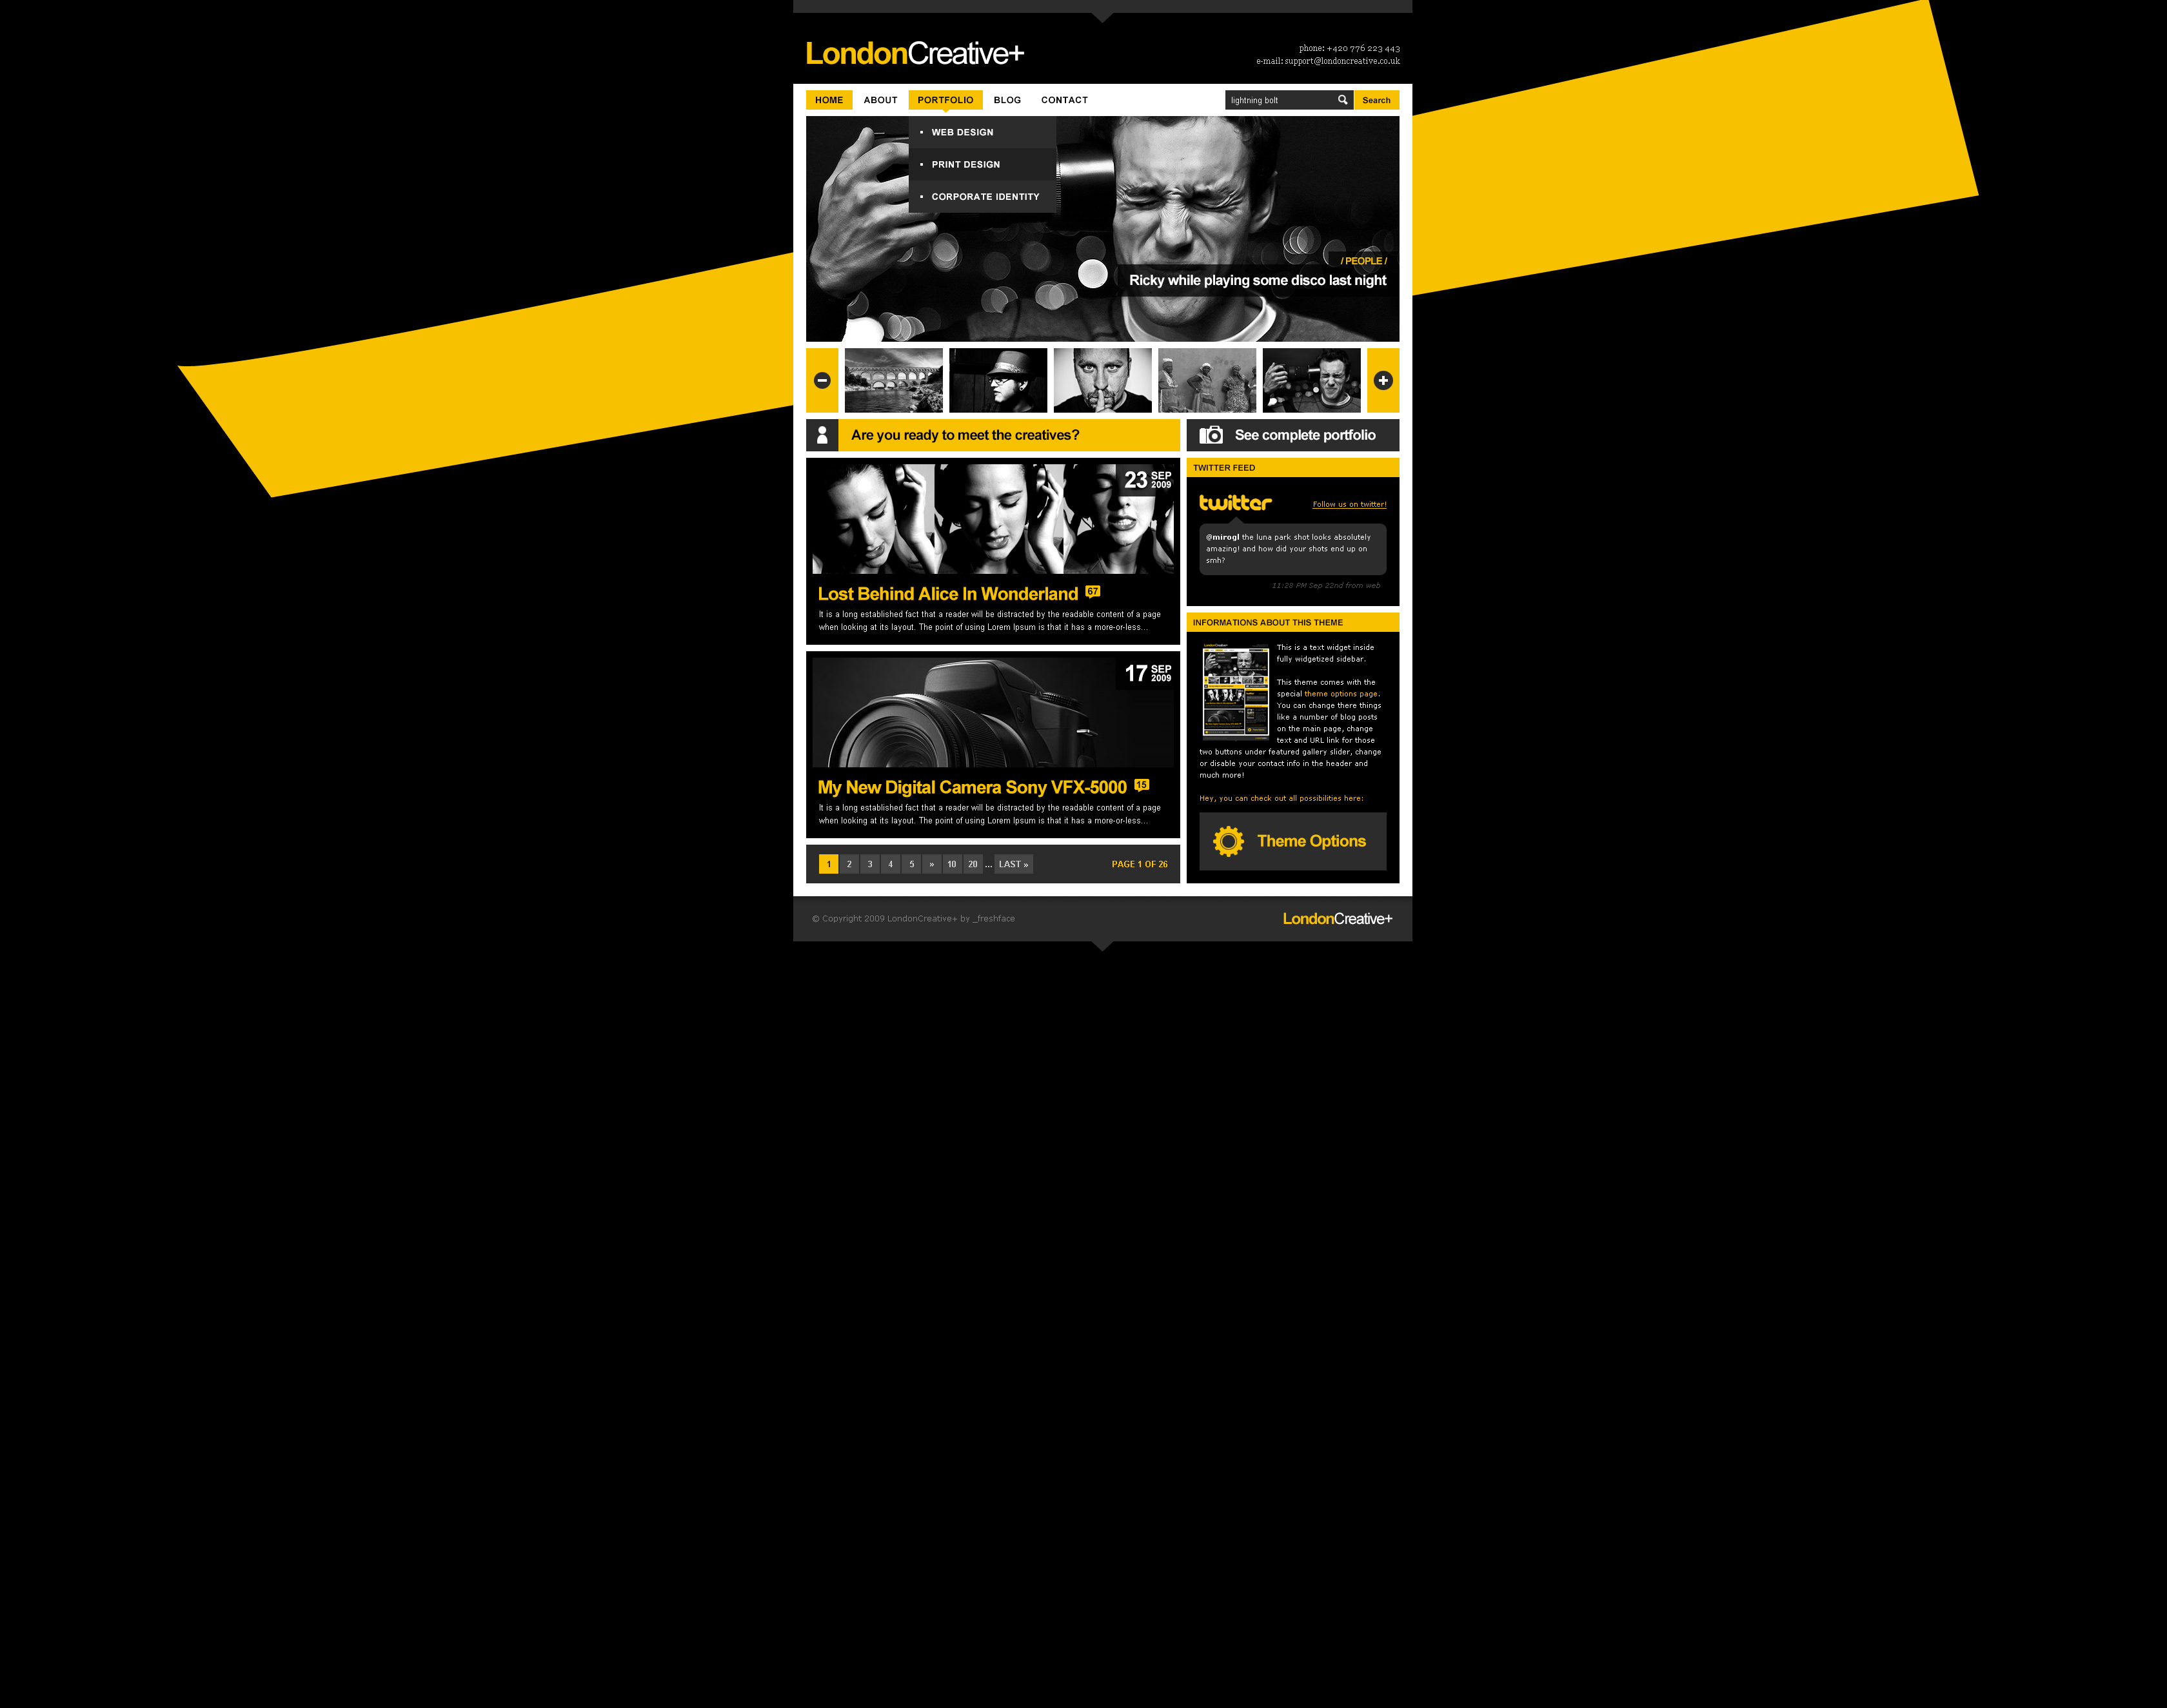 LondonCreative+
phone: +420 776 223 443
e-mail: support@londoncreative.co.uk
HOME ABOUT PORTFOLIO BLOG CONTACT
lightning bolt Search
WEB DESIGN
PRINT DESIGN
CORPORATE IDENTITY
/ PEOPLE /
Ricky while playing some disco last night
Are you ready to meet the creatives?
See complete portfolio
23 SEP
2009
Lost Behind Alice In Wonderland 67
It is a long established fact that a reader will be distracted by the readable content of a page
when looking at its layout. The point of using Lorem Ipsum is that it has a more-or-less...
17 SEP
2009
My New Digital Camera Sony VFX-5000 15
It is a long established fact that a reader will be distracted by the readable content of a page
when looking at its layout. The point of using Lorem Ipsum is that it has a more-or-less...
1 2 3 4 5 » 10 20 ... LAST » PAGE 1 OF 26
TWITTER FEED
twitter Follow us on twitter!
@mirogl the luna park shot looks absolutely
amazing! and how did your shots end up on
smh?
11:28 PM Sep 22nd from web
INFORMATIONS ABOUT THIS THEME
This is a text widget inside
fully widgetized sidebar.
This theme comes with the
special theme options page.
You can change there things
like a number of blog posts
on the main page, change
text and URL link for those
two buttons under featured gallery slider, change
or disable your contact info in the header and
much more!
Hey, you can check out all possibilities here:
Theme Options
© Copyright 2009 LondonCreative+ by _freshface
LondonCreative+